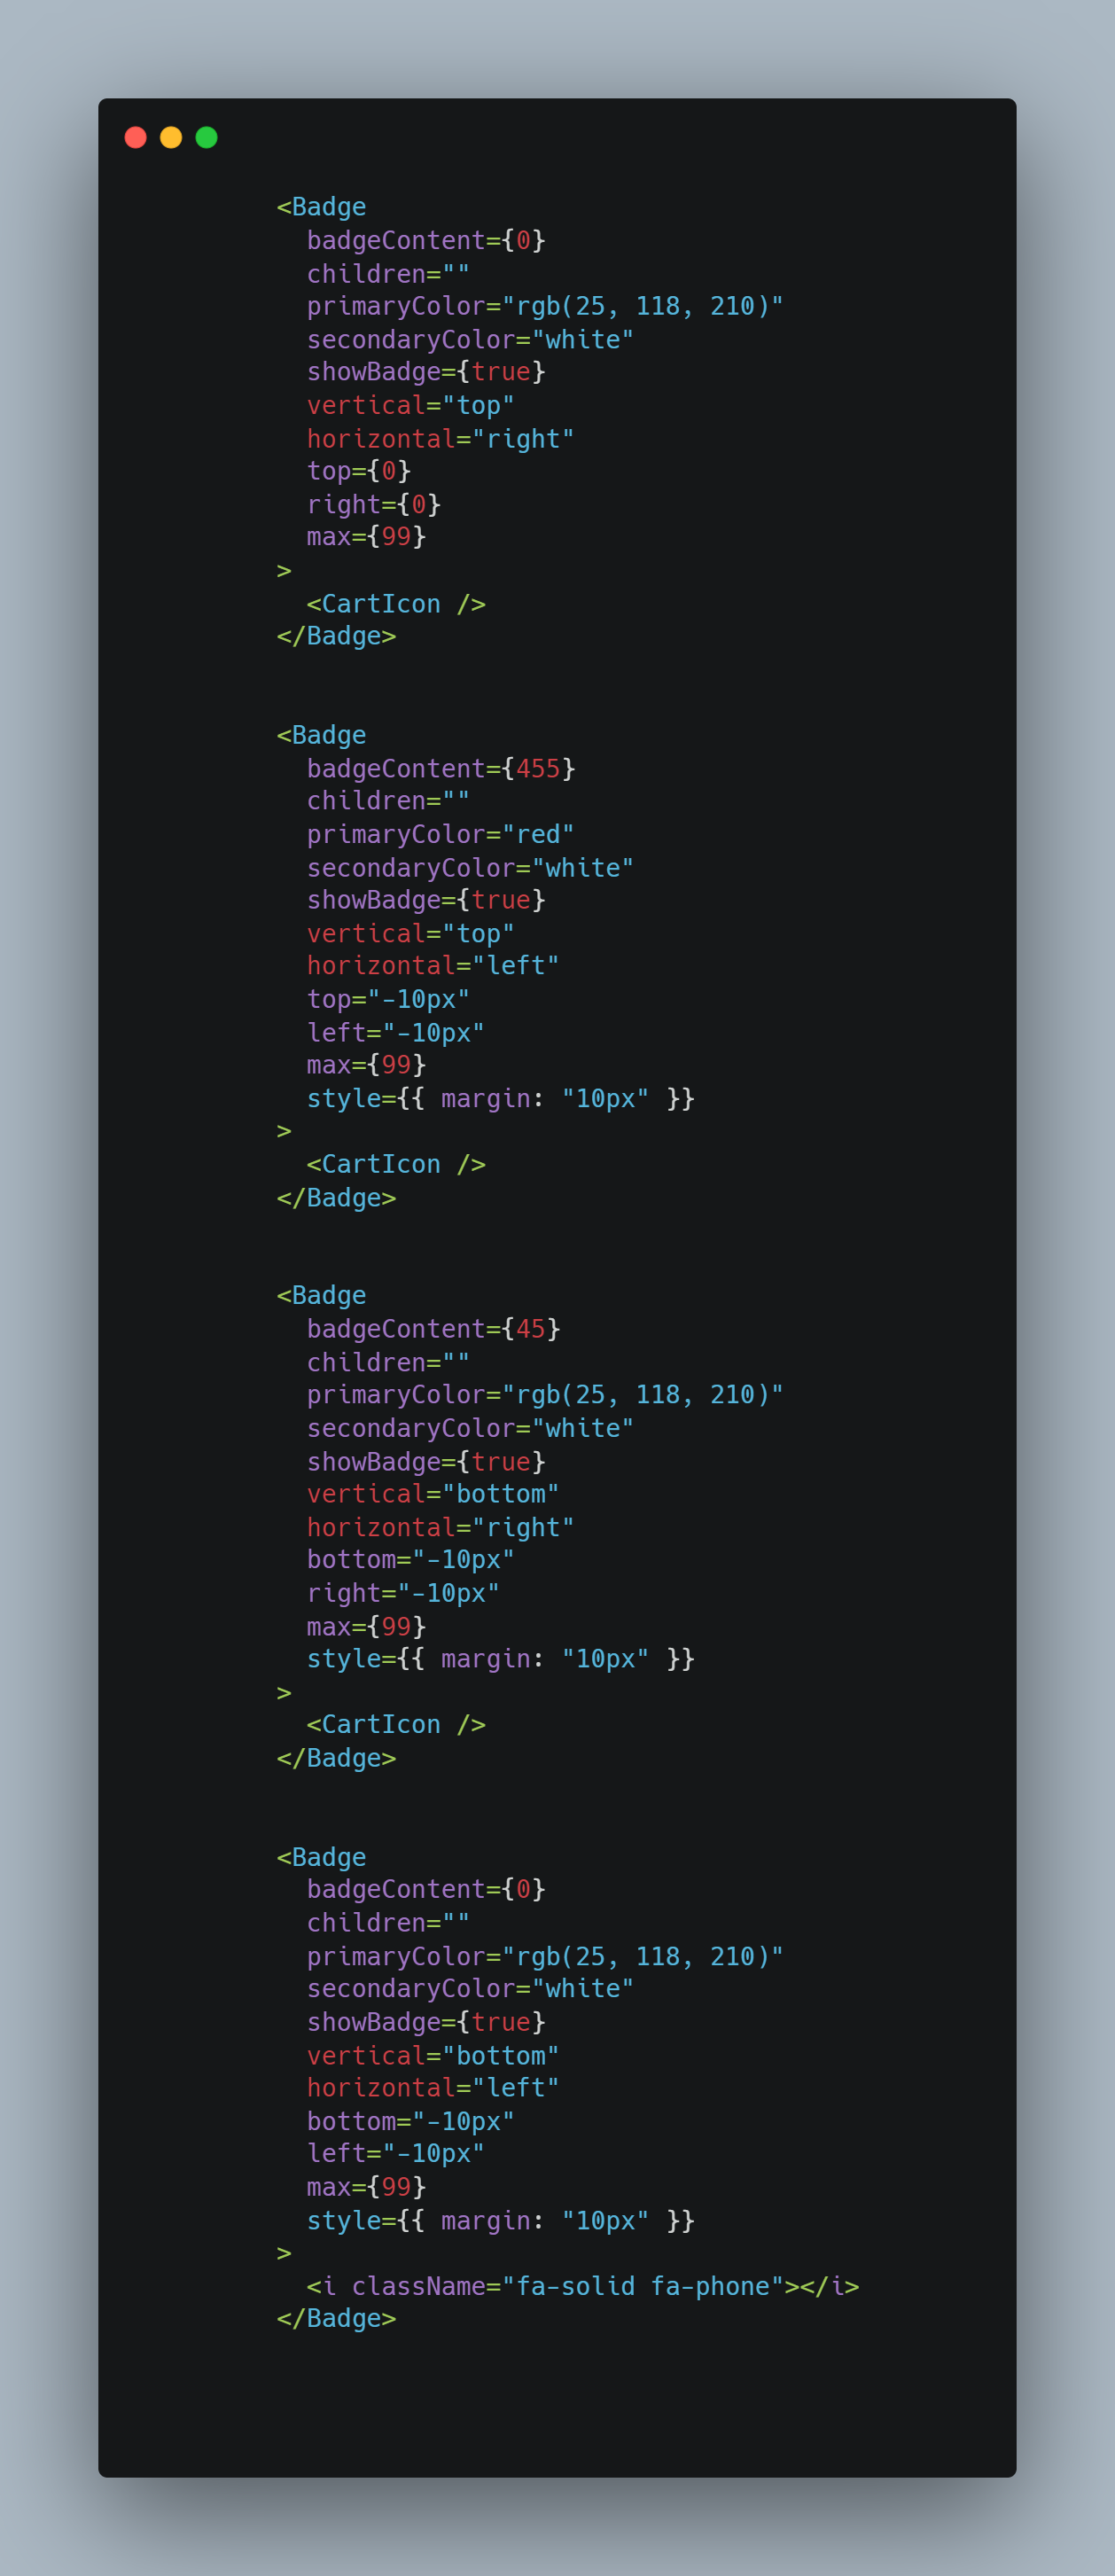 <Badge
  badgeContent={0}
  children=""
  primaryColor="rgb(25, 118, 210)"
  secondaryColor="white"
  showBadge={true}
  vertical="top"
  horizontal="right"
  top={0}
  right={0}
  max={99}
>
  <CartIcon />
</Badge>
<Badge
  badgeContent={455}
  children=""
  primaryColor="red"
  secondaryColor="white"
  showBadge={true}
  vertical="top"
  horizontal="left"
  top="-10px"
  left="-10px"
  max={99}
  style={{ margin: "10px" }}
>
  <CartIcon />
</Badge>
<Badge
  badgeContent={45}
  children=""
  primaryColor="rgb(25, 118, 210)"
  secondaryColor="white"
  showBadge={true}
  vertical="bottom"
  horizontal="right"
  bottom="-10px"
  right="-10px"
  max={99}
  style={{ margin: "10px" }}
>
  <CartIcon />
</Badge>
<Badge
  badgeContent={0}
  children=""
  primaryColor="rgb(25, 118, 210)"
  secondaryColor="white"
  showBadge={true}
  vertical="bottom"
  horizontal="left"
  bottom="-10px"
  left="-10px"
  max={99}
  style={{ margin: "10px" }}
>
  <i className="fa-solid fa-phone"></i>
</Badge>